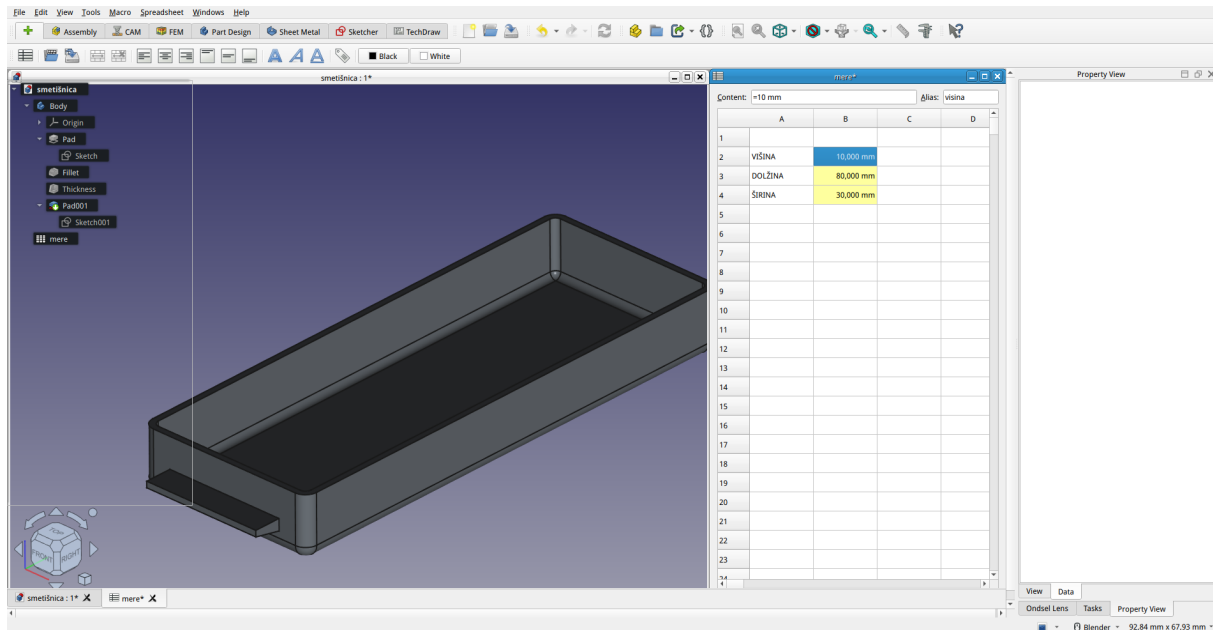 File Edit View Tools Macro Spreadsheet Windows Help
Assembly CAM FEM Part Design Sheet Metal Sketcher TechDraw
Black White
smetišnica : 1*
mere*
Property View
smetišnica
Body
Origin
Pad
Sketch
Fillet
Thickness
Pad001
Sketch001
mere
Content: =10 mm Alias: visina
A B C D
1
2 VIŠINA 10,000 mm
3 DOLŽINA 80,000 mm
4 ŠIRINA 30,000 mm
5
6
7
8
9
10
11
12
13
14
15
16
17
18
19
20
21
22
23
24
TOP
FRONT
RIGHT
View Data
smetišnica : 1* mere*
Ondsel Lens Tasks Property View
Blender 92.84 mm x 67.93 mm